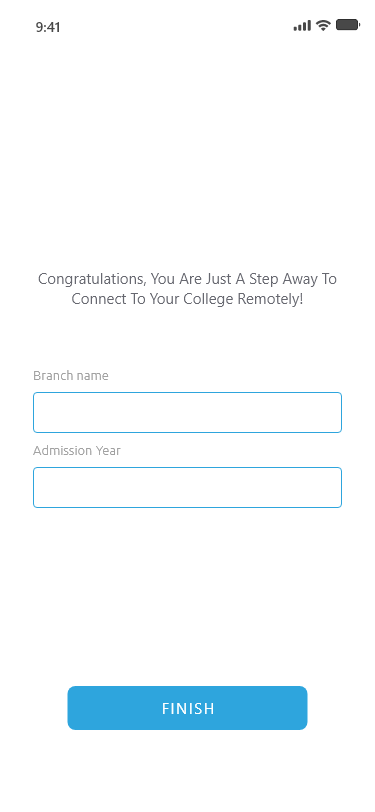 9:41
Congratulations, You Are Just A Step Away To
Connect To Your College Remotely!
Branch name
Admission Year
FINISH